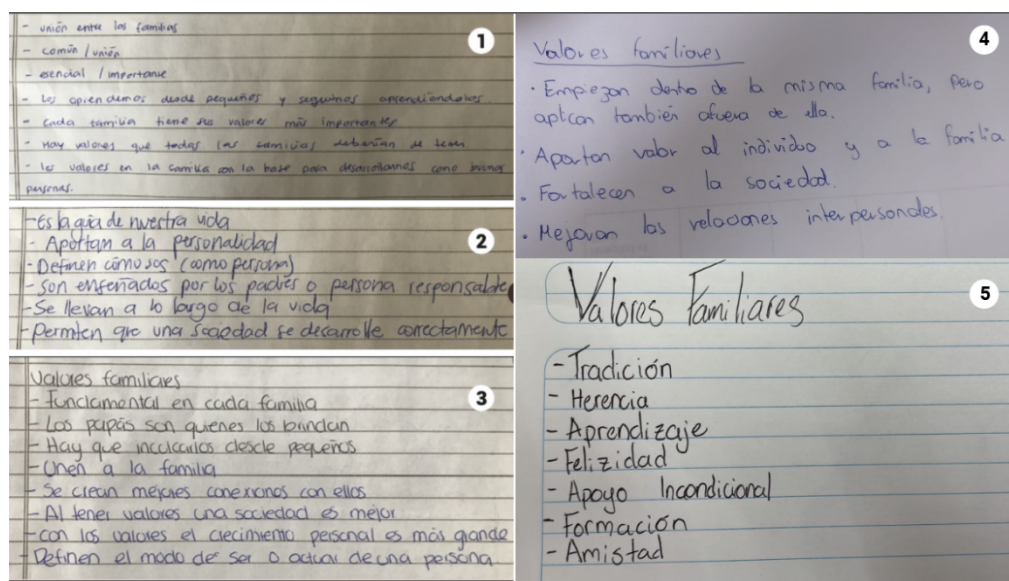 1
- unión entre las familias
- común / unión
- esencial / importante
- los aprendemos desde pequeños y seguimos aprendiendolos
- Cada familia tiene sus valores más importantes
- Hay valores que todas las familias deberían de tener
- los valores en la familia son la base para desarrollarnos como buenas
personas.
2
- Es la guía de nuestra vida
- Aportam a la personalidad
- Definen cómo sos (como persona)
- son enseñados por los padres o persona responsable
- Se llevan a lo largo de la vida
- Permiten que una sociedad se desarrolle correctamente
3
Valores familiares
- Fundamental en cada familia
- Los papás son quienes los brindan
- Hay que inculcarlos desde pequeños
- Unen a la familia
- Se crean mejores conexiones con ellos
- Al tener valores una sociedad es mejor
- con los valores el crecimiento personal es más grande
- Definen el modo de ser o actuar de una persona
4
Valores familiares
· Empiezan dentro de la misma familia, pero
aplican también afuera de ella.
· Aportan valor al individuo y a la familia
· Fortalecen a la sociedad.
· Mejoran las relaciones interpersonales.
5
Valores Familiares
- Tradición
- Herencia
- Aprendizaje
- Felizidad
- Apoyo Incondicional
- Formación
- Amistad